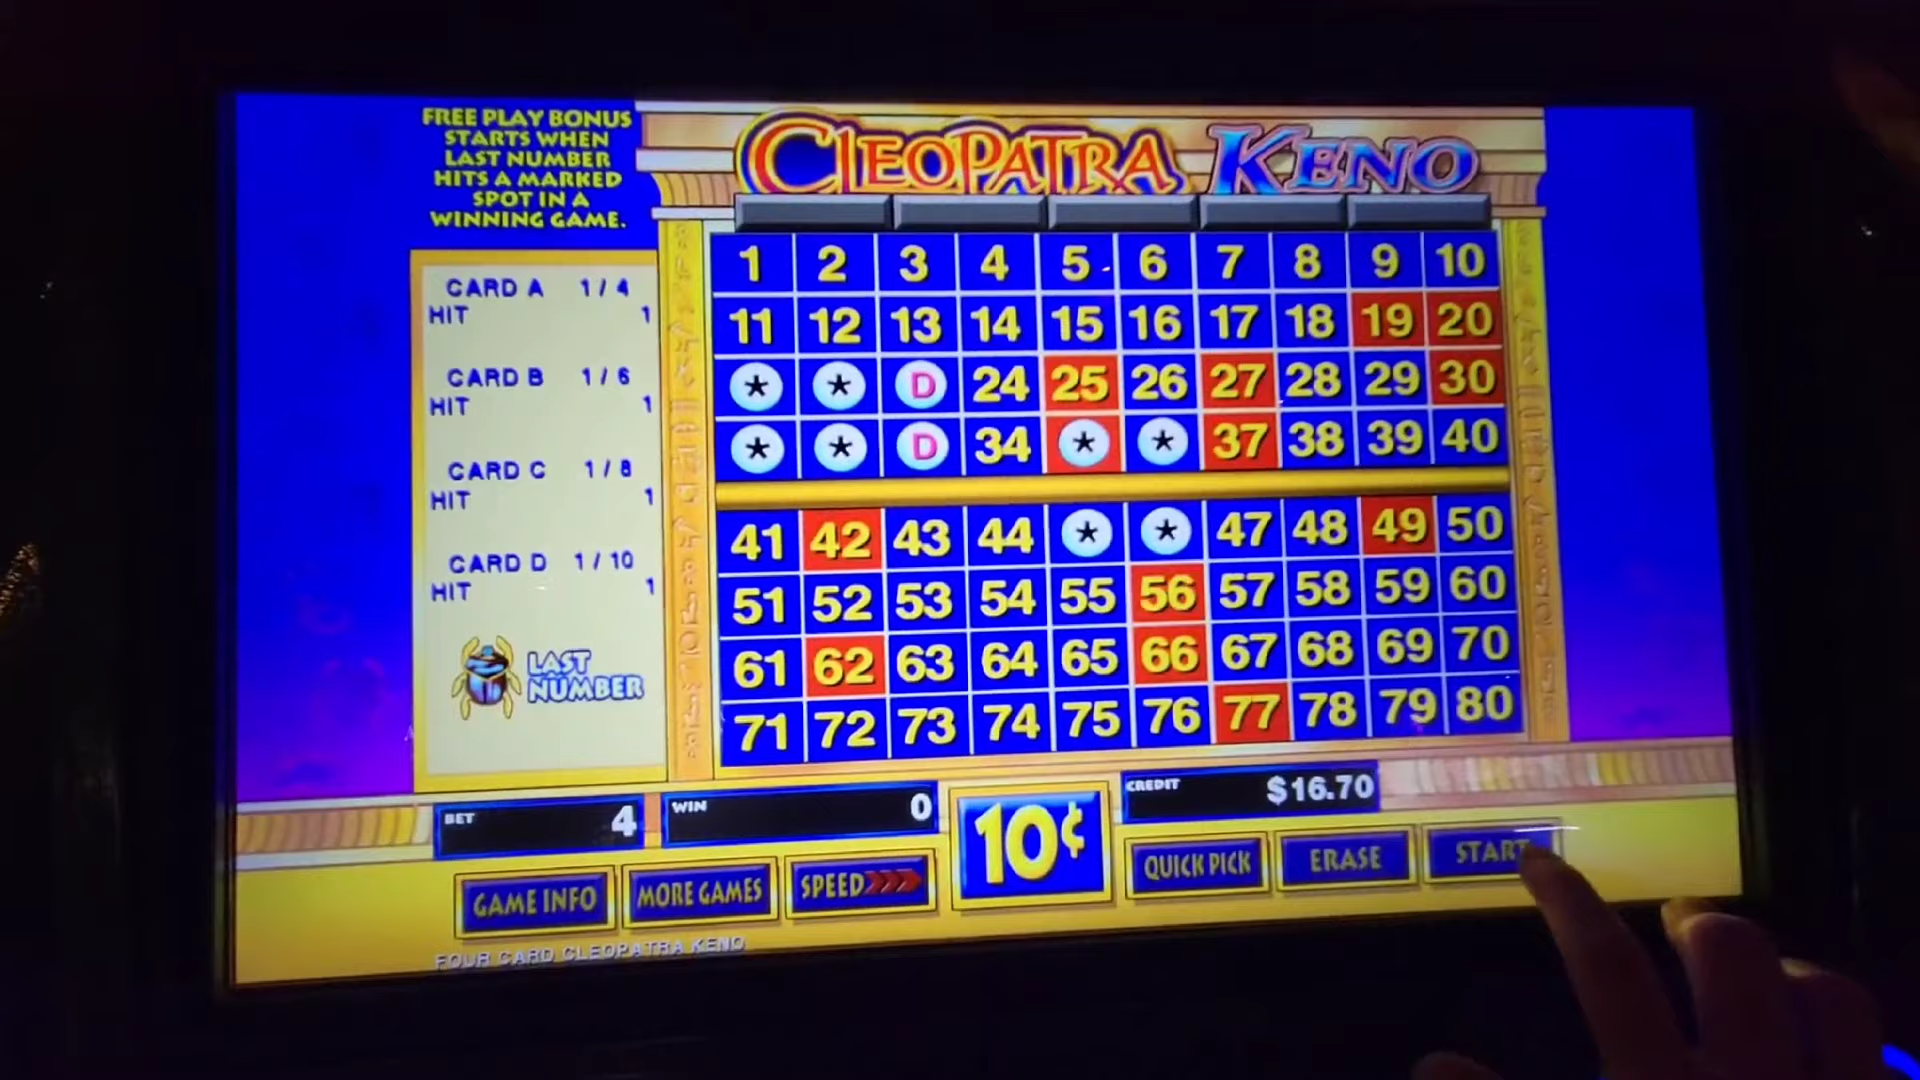 FREE PLAY BONUS
STARTS WHEN
LAST NUMBER
HITS A MARKED
SPOT IN A
WINNING GAME.
CLEOPATRA KENO
CARD A 1/4
HIT 1
CARD B 1/6
HIT 1
CARD C 1/8
HIT 1
CARD D 1/10
HIT 1
LAST
NUMBER
1 2 3 4 5 6 7 8 9 10
11 12 13 14 15 16 17 18 19 20
* * D 24 25 26 27 28 29 30
* * D 34 * * 37 38 39 40
41 42 43 44 * * 47 48 49 50
51 52 53 54 55 56 57 58 59 60
61 62 63 64 65 66 67 68 69 70
71 72 73 74 75 76 77 78 79 80
BET 4
WIN 0
10¢
CREDIT $16.70
GAME INFO
MORE GAMES
SPEED
QUICK PICK
ERASE
START
FOUR CARD CLEOPATRA KENO